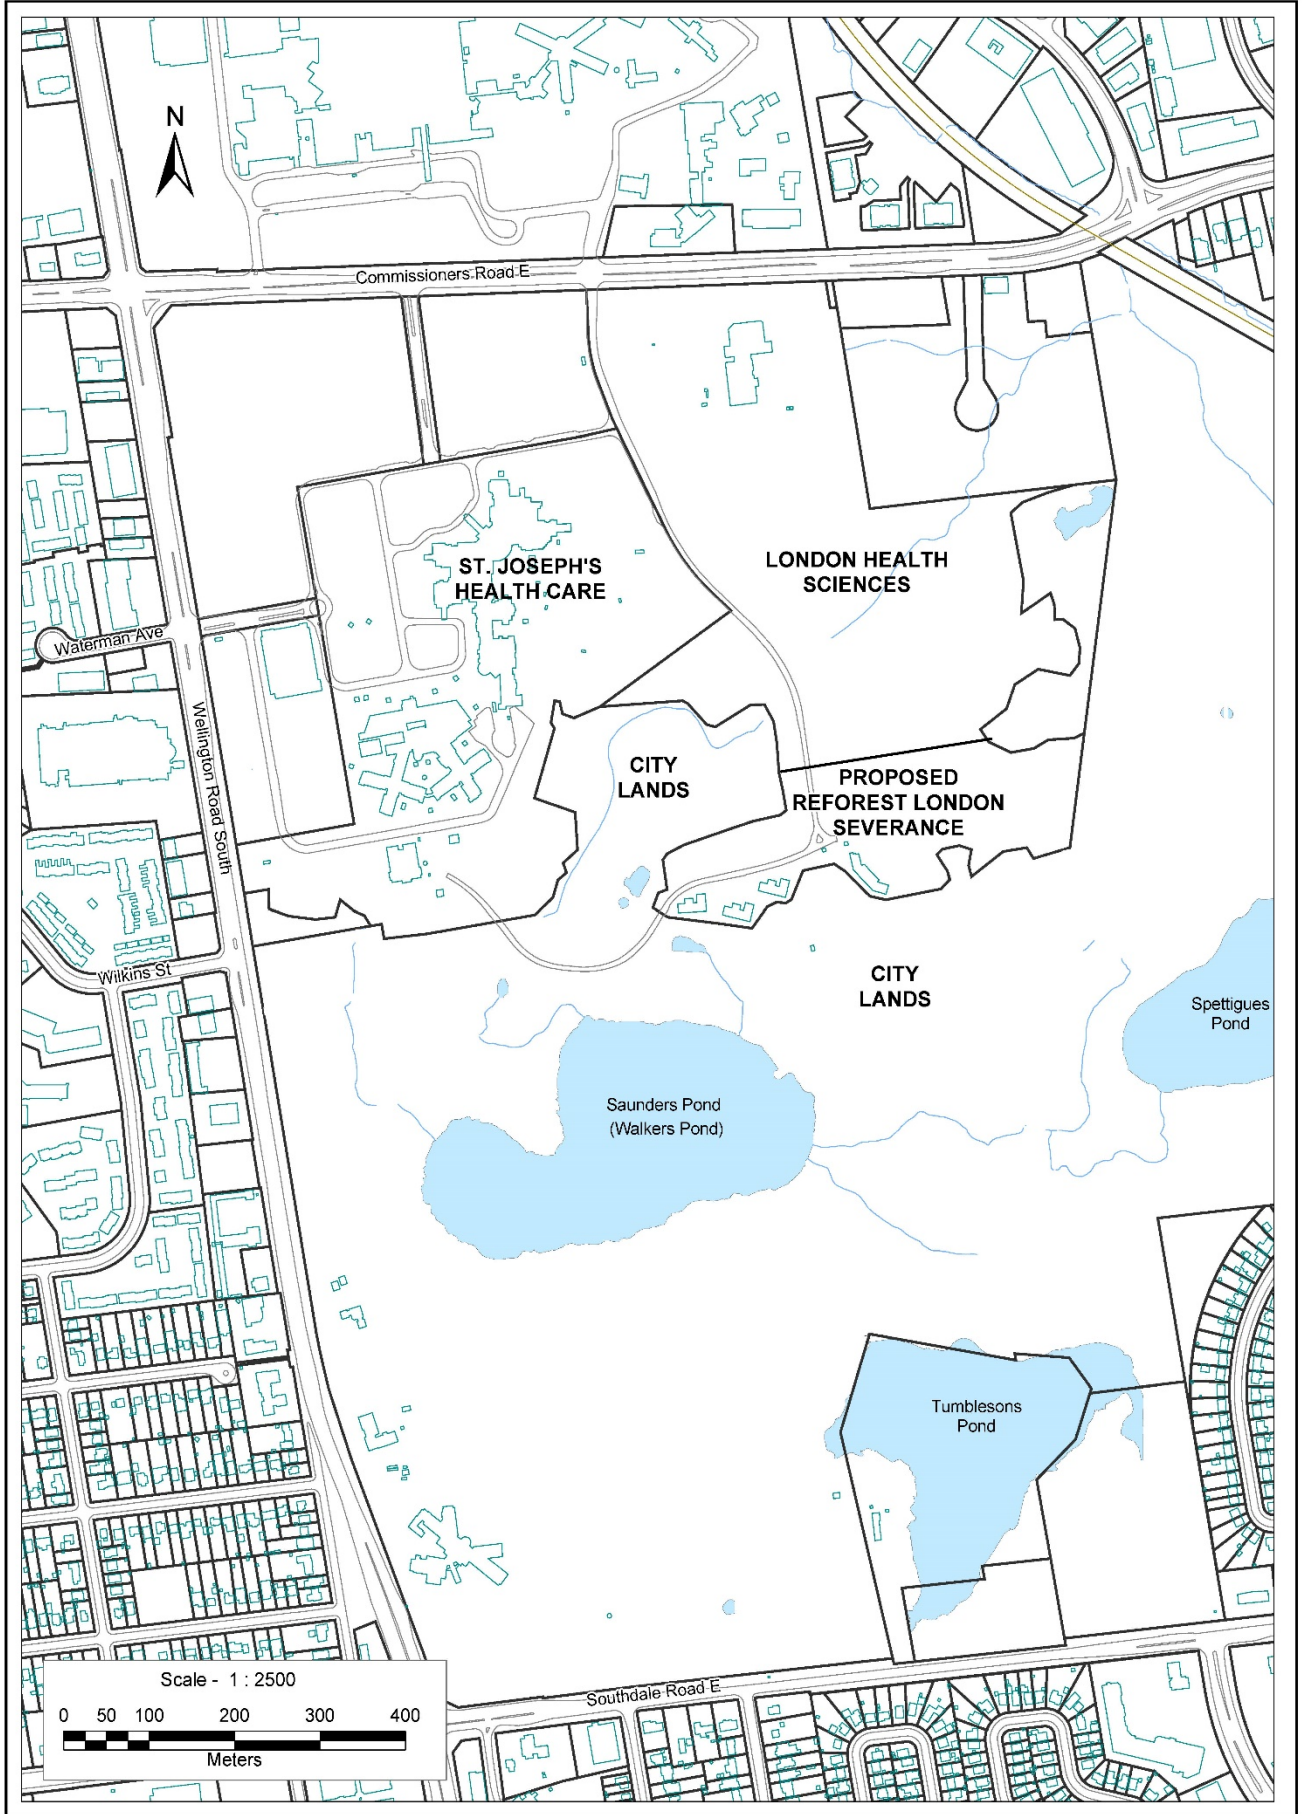 N
Commissioners Road E
ST. JOSEPH'S
HEALTH CARE
LONDON HEALTH
SCIENCES
Waterman Ave
Wellington Road South
CITY
LANDS
PROPOSED
REFOREST LONDON
SEVERANCE
Wilkins St
CITY
LANDS
Spettigues
Pond
Saunders Pond
(Walkers Pond)
Tumblesons
Pond
Southdale Road E
Scale - 1 : 2500
0 50 100 200 300 400
Meters